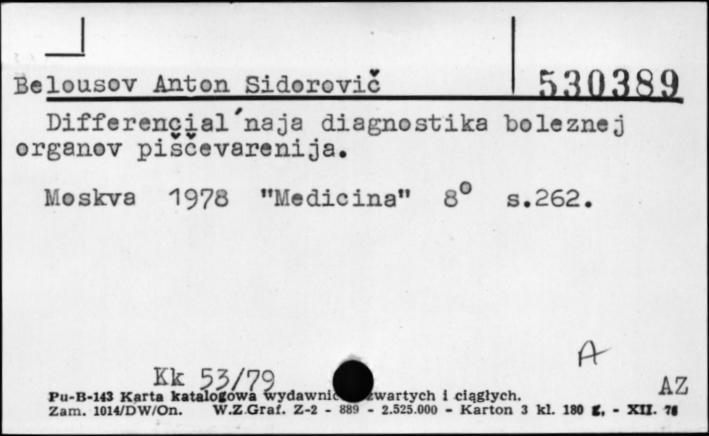 Belousov Anton Sidorovič
530389
Differencial'naja diagnostika boleznej
organov piščevarenija.
Moskva 1978 "Medicina" 8° s.262.
A
Kk 53/79
AZ
Pu-B-143 Karta katalogowa wydawnic zwartych i ciągłych.
Zam. 1014/DW/On. W.Z.Graf. Z-2 - 889 - 2.525.000 - Karton 3 kl. 180 g. - XII. 76